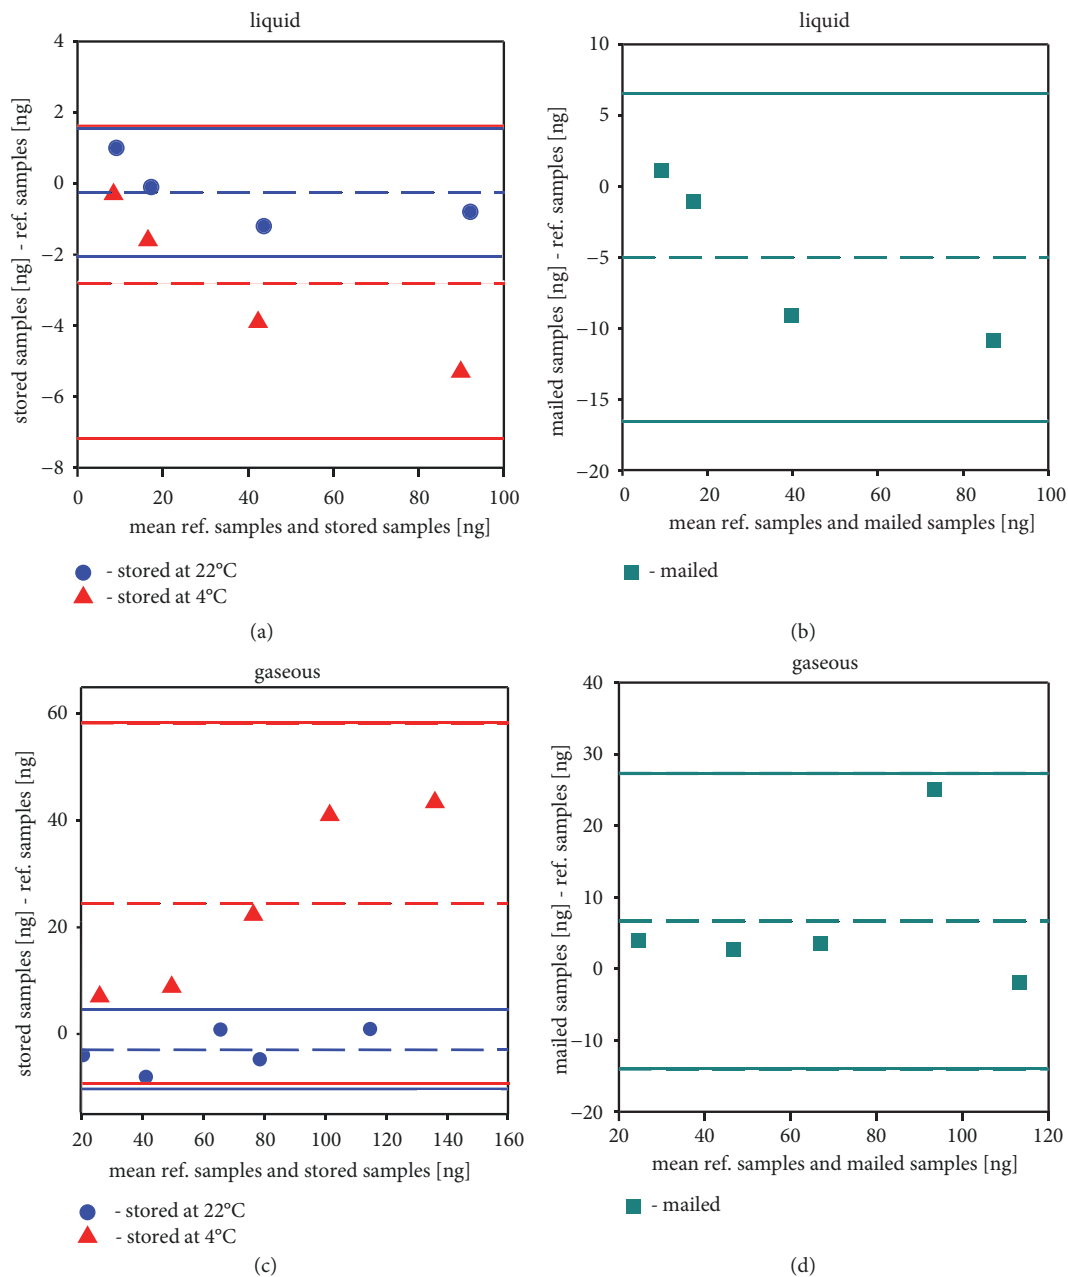 liquid
4
2
0
−2
−4
−6
−8
stored samples [ng] - ref. samples [ng]
0 20 40 60 80 100
mean ref. samples and stored samples [ng]
- stored at 22°C
- stored at 4°C
(a)
liquid
10
5
0
−5
−10
−15
−20
mailed samples [ng] - ref. samples [ng]
0 20 40 60 80 100
mean ref. samples and mailed samples [ng]
- mailed
(b)
gaseous
60
40
20
0
stored samples [ng] - ref. samples [ng]
20 40 60 80 100 120 140 160
mean ref. samples and stored samples [ng]
- stored at 22°C
- stored at 4°C
(c)
gaseous
40
30
20
10
0
−10
−20
mailed samples [ng] - ref. samples [ng]
20 40 60 80 100 120
mean ref. samples and mailed samples [ng]
- mailed
(d)